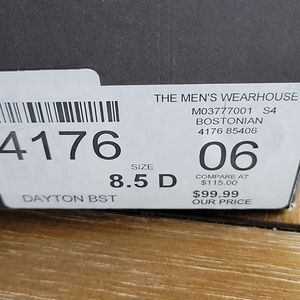 THE MEN'S WEARHOUSE
M03777001 S4
BOSTONIAN
4176 85406
4176
SIZE
8.5 D
06
COMPARE AT
$115.00
$99.99
OUR PRICE
DAYTON BST